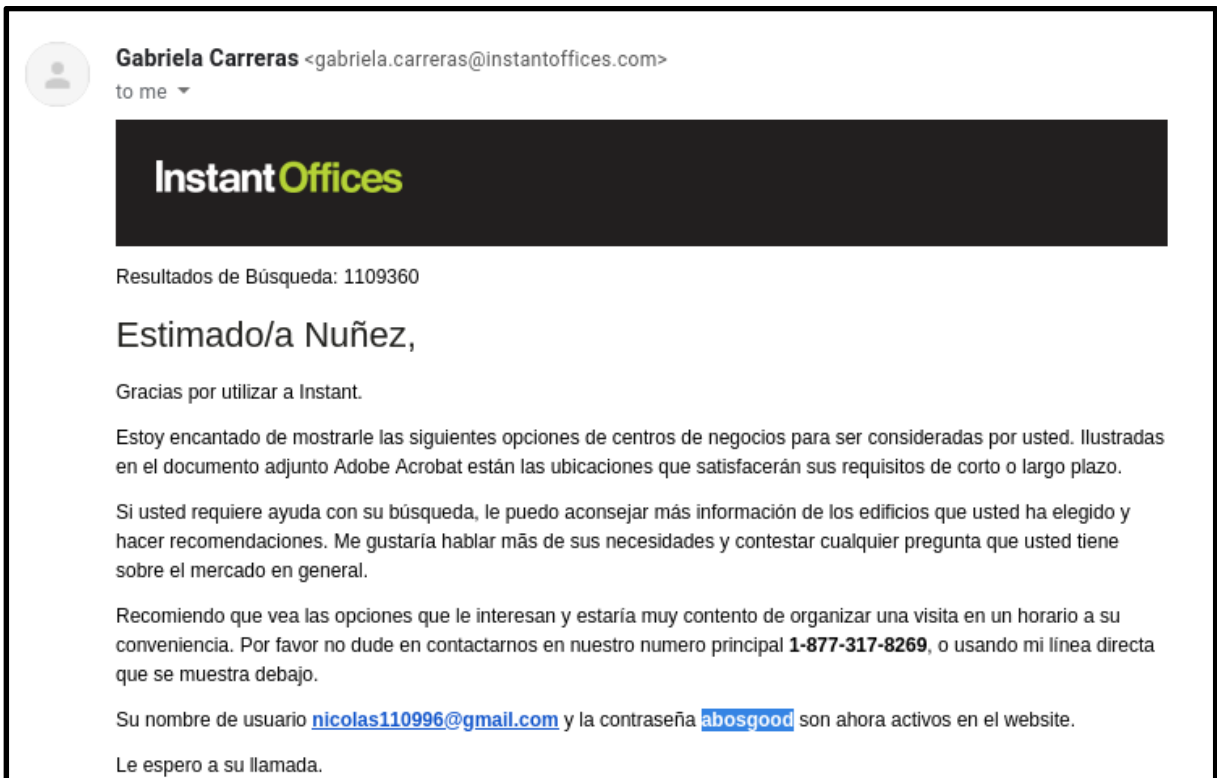 Gabriela Carreras <gabriela.carreras@instantoffices.com>
to me
InstantOffices
Resultados de Búsqueda: 1109360
Estimado/a Nuñez,
Gracias por utilizar a Instant.
Estoy encantado de mostrarle las siguientes opciones de centros de negocios para ser consideradas por usted. Ilustradas
en el documento adjunto Adobe Acrobat están las ubicaciones que satisfacerán sus requisitos de corto o largo plazo.
Si usted requiere ayuda con su búsqueda, le puedo aconsejar más información de los edificios que usted ha elegido y
hacer recomendaciones. Me gustaría hablar mãs de sus necesidades y contestar cualquier pregunta que usted tiene
sobre el mercado en general.
Recomiendo que vea las opciones que le interesan y estaría muy contento de organizar una visita en un horario a su
conveniencia. Por favor no dude en contactarnos en nuestro numero principal 1-877-317-8269, o usando mi línea directa
que se muestra debajo.
Su nombre de usuario nicolas110996@gmail.com y la contraseña abosgood son ahora activos en el website.
Le espero a su llamada.